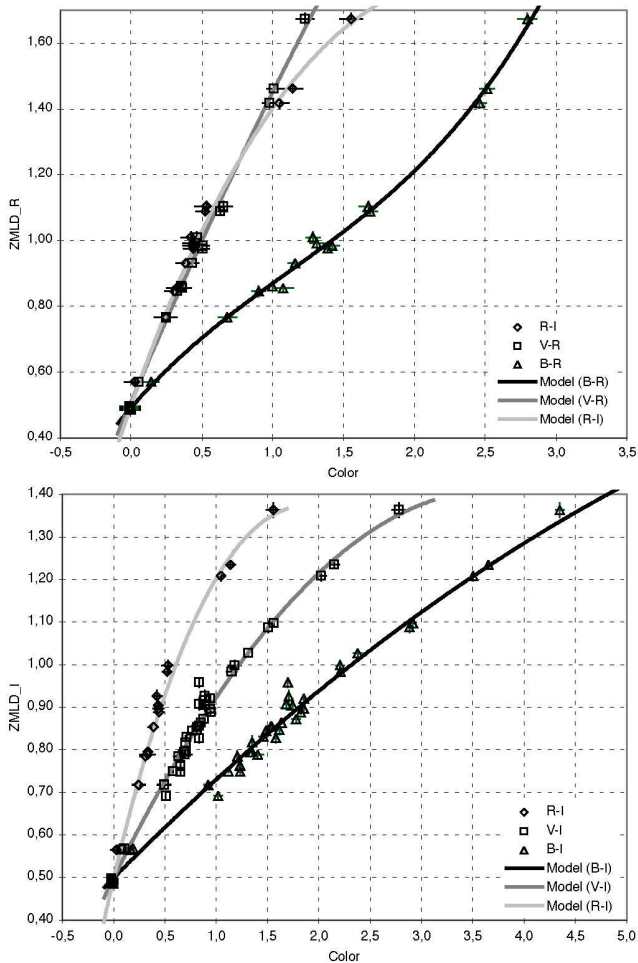 1,60
1,40
1,20
1,00
0,80
0,60
0,40
ZMLD_R
R-I
V-R
B-R
Model (B-R)
Model (V-R)
Model (R-I)
-0,5 0,0 0,5 1,0 1,5 2,0 2,5 3,0 3,5
Color
1,40
1,30
1,20
1,10
1,00
0,90
0,80
0,70
0,60
0,50
0,40
ZMLD_I
R-I
V-I
B-I
Model (B-I)
Model (V-I)
Model (R-I)
-0,5 0,0 0,5 1,0 1,5 2,0 2,5 3,0 3,5 4,0 4,5 5,0
Color